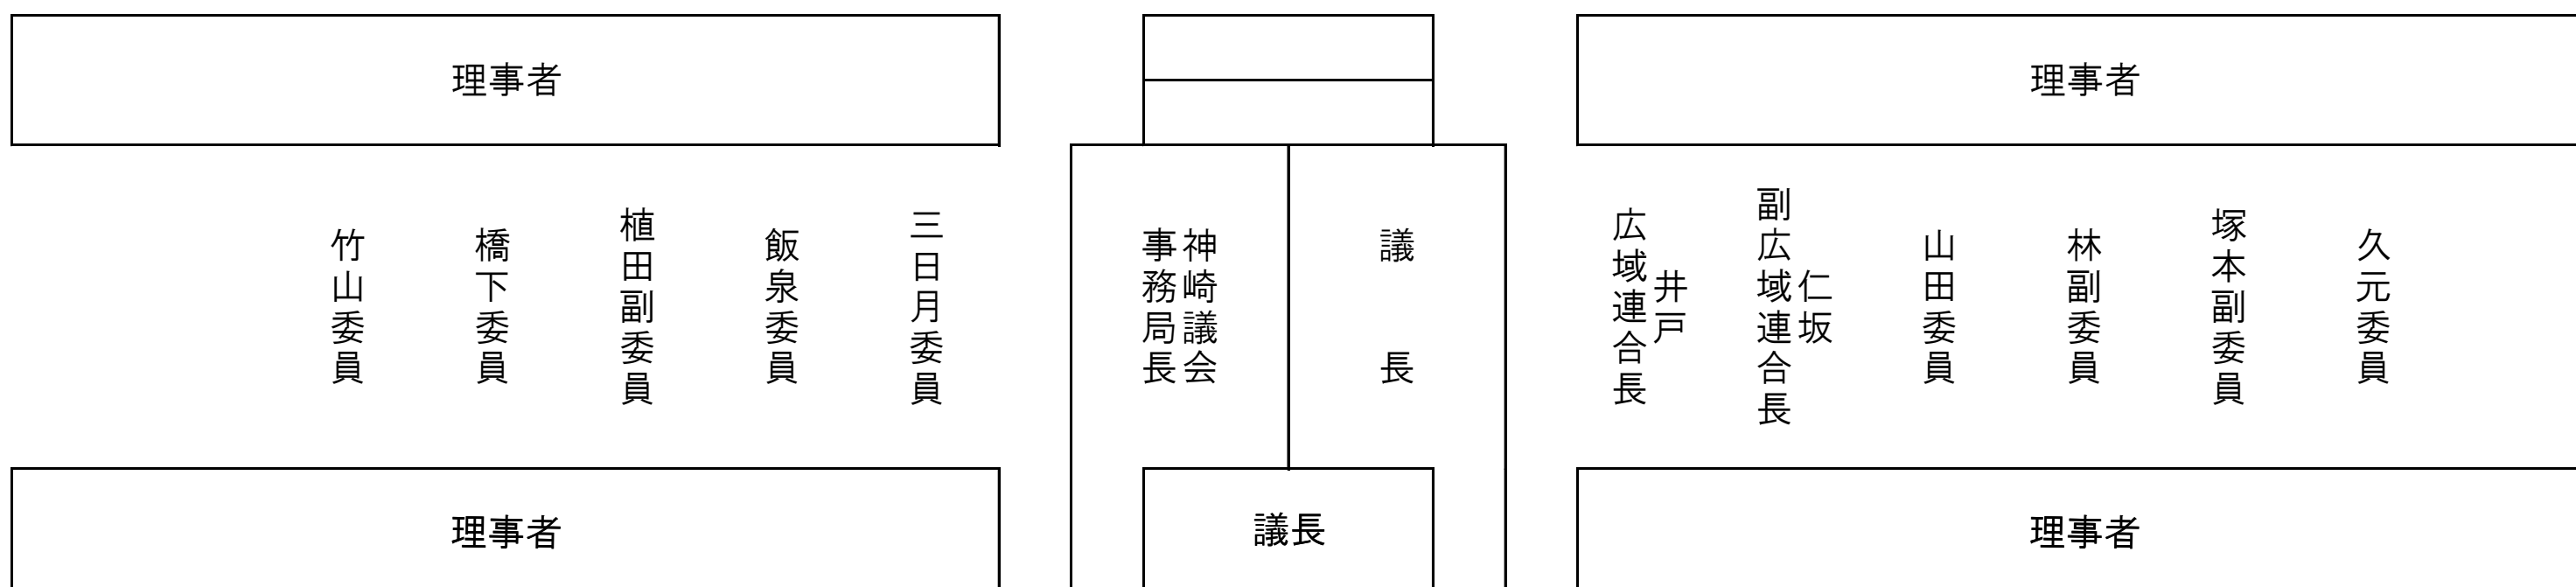 理事者
理事者
竹山委員
橋下委員
植田副委員
飯泉委員
三日月委員
神崎議会
事務局長
議長
井戸
広域連合長
仁坂
副広域連合長
山田委員
林副委員
塚本副委員
久元委員
理事者
議長
理事者